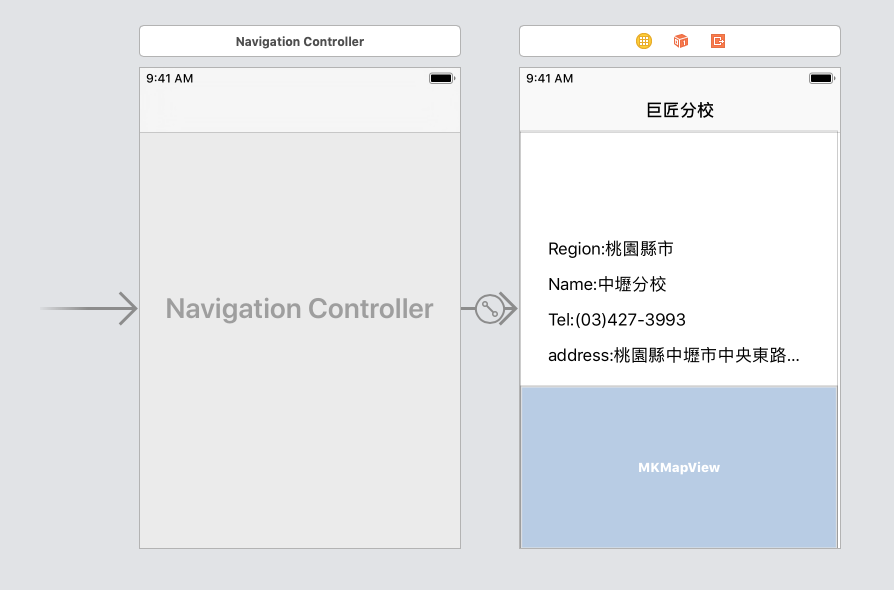 Navigation Controller
9:41 AM
9:41 AM
巨匠分校
Navigation Controller
Region:桃園縣市
Name:中壢分校
Tel:(03)427-3993
address:桃園縣中壢市中央東路...
MKMapView